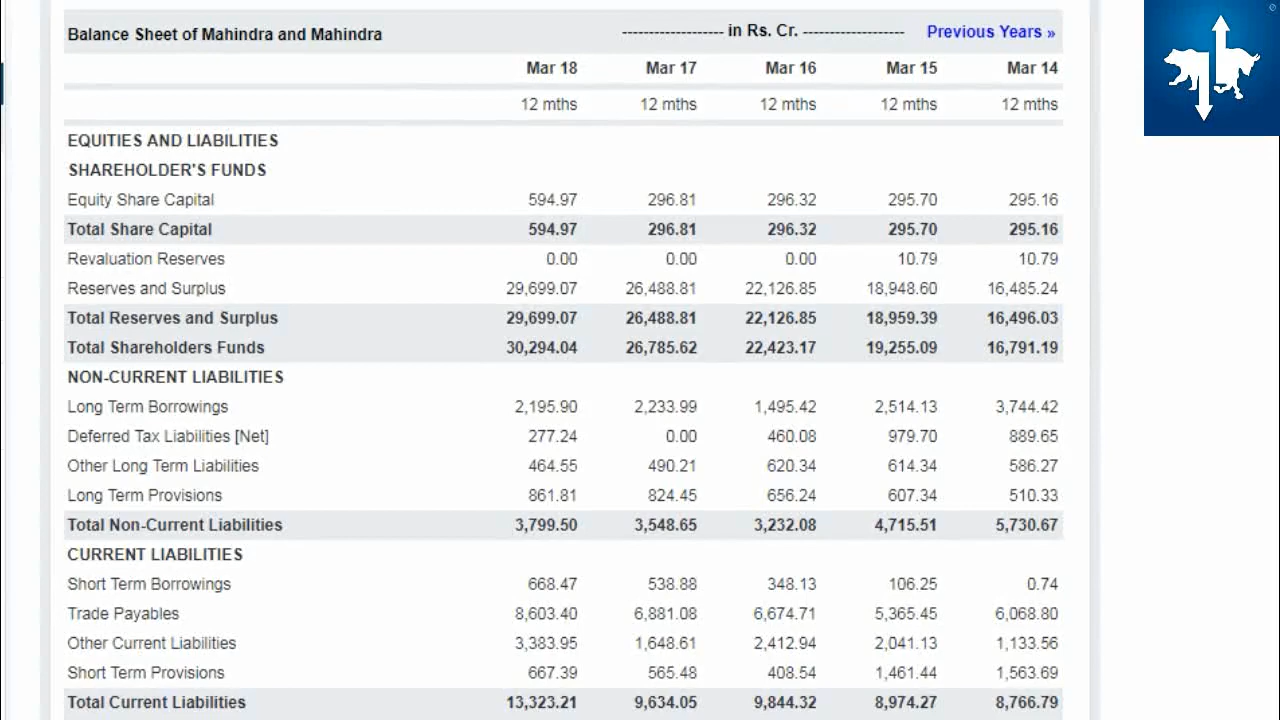 Balance Sheet of Mahindra and Mahindra ------------------- in Rs. Cr. ------------------- Previous Years »
Mar 18 Mar 17 Mar 16 Mar 15 Mar 14
12 mths 12 mths 12 mths 12 mths 12 mths
EQUITIES AND LIABILITIES
SHAREHOLDER'S FUNDS
Equity Share Capital 594.97 296.81 296.32 295.70 295.16
Total Share Capital 594.97 296.81 296.32 295.70 295.16
Revaluation Reserves 0.00 0.00 0.00 10.79 10.79
Reserves and Surplus 29,699.07 26,488.81 22,126.85 18,948.60 16,485.24
Total Reserves and Surplus 29,699.07 26,488.81 22,126.85 18,959.39 16,496.03
Total Shareholders Funds 30,294.04 26,785.62 22,423.17 19,255.09 16,791.19
NON-CURRENT LIABILITIES
Long Term Borrowings 2,195.90 2,233.99 1,495.42 2,514.13 3,744.42
Deferred Tax Liabilities [Net] 277.24 0.00 460.08 979.70 889.65
Other Long Term Liabilities 464.55 490.21 620.34 614.34 586.27
Long Term Provisions 861.81 824.45 656.24 607.34 510.33
Total Non-Current Liabilities 3,799.50 3,548.65 3,232.08 4,715.51 5,730.67
CURRENT LIABILITIES
Short Term Borrowings 668.47 538.88 348.13 106.25 0.74
Trade Payables 8,603.40 6,881.08 6,674.71 5,365.45 6,068.80
Other Current Liabilities 3,383.95 1,648.61 2,412.94 2,041.13 1,133.56
Short Term Provisions 667.39 565.48 408.54 1,461.44 1,563.69
Total Current Liabilities 13,323.21 9,634.05 9,844.32 8,974.27 8,766.79